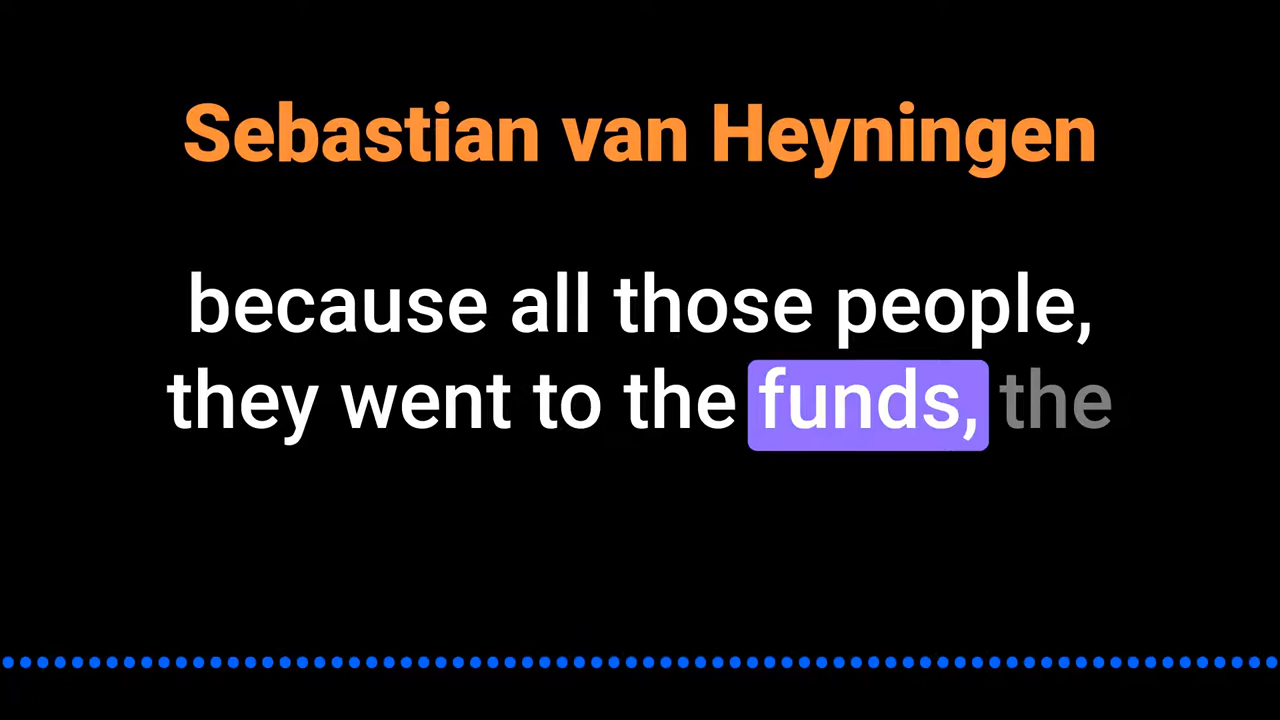 Sebastian van Heyningen
because all those people,
they went to the funds, the